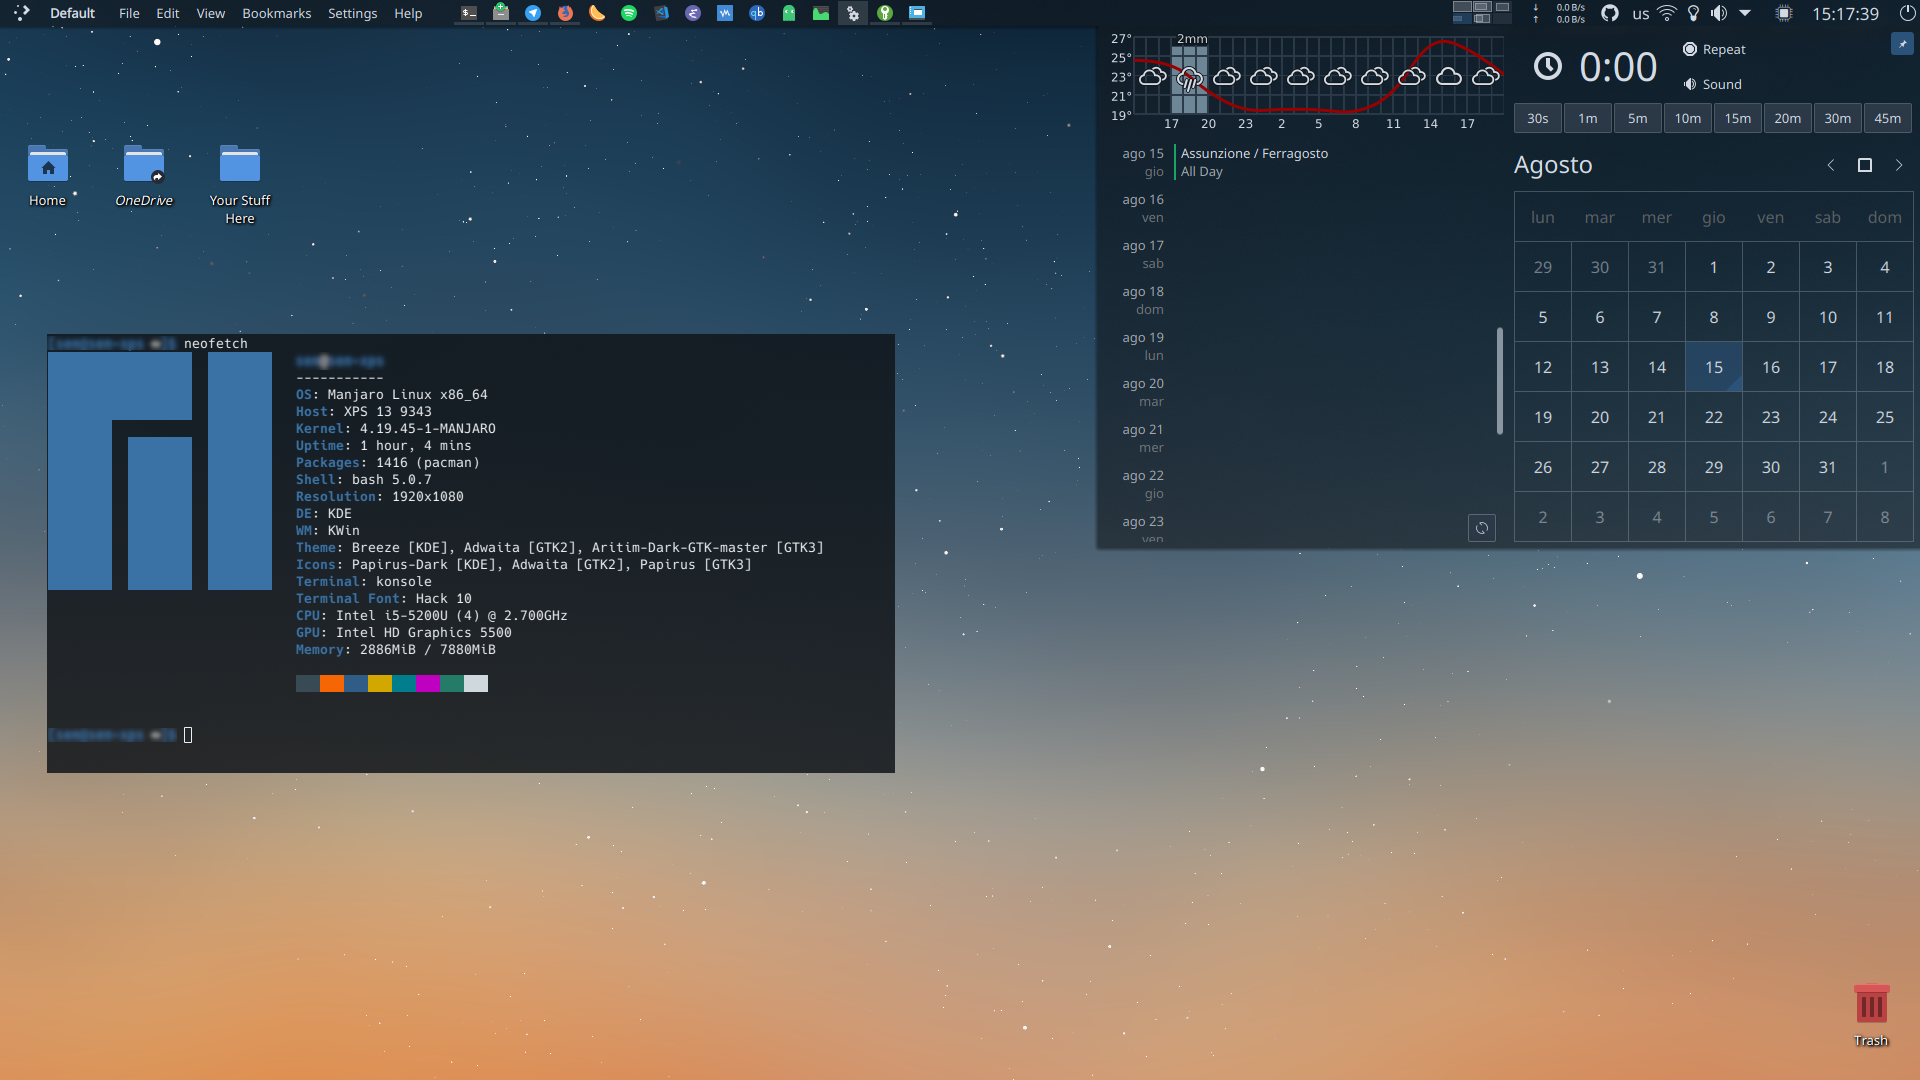 Default File Edit View Bookmarks Settings Help
0.0 B/s
0.0 B/s
us
15:17:39
Home
OneDrive
Your Stuff
Here
neofetch
-----------
OS: Manjaro Linux x86_64
Host: XPS 13 9343
Kernel: 4.19.45-1-MANJARO
Uptime: 1 hour, 4 mins
Packages: 1416 (pacman)
Shell: bash 5.0.7
Resolution: 1920x1080
DE: KDE
WM: KWin
Theme: Breeze [KDE], Adwaita [GTK2], Aritim-Dark-GTK-master [GTK3]
Icons: Papirus-Dark [KDE], Adwaita [GTK2], Papirus [GTK3]
Terminal: konsole
Terminal Font: Hack 10
CPU: Intel i5-5200U (4) @ 2.700GHz
GPU: Intel HD Graphics 5500
Memory: 2886MiB / 7880MiB
2mm
27°
25°
23°
21°
19°
17 20 23 2 5 8 11 14 17
ago 15 Assunzione / Ferragosto
gio All Day
ago 16
ven
ago 17
sab
ago 18
dom
ago 19
lun
ago 20
mar
ago 21
mer
ago 22
gio
ago 23
ven
0:00
Repeat
Sound
30s 1m 5m 10m 15m 20m 30m 45m
Agosto
lun mar mer gio ven sab dom
29 30 31 1 2 3 4
5 6 7 8 9 10 11
12 13 14 15 16 17 18
19 20 21 22 23 24 25
26 27 28 29 30 31 1
2 3 4 5 6 7 8
Trash